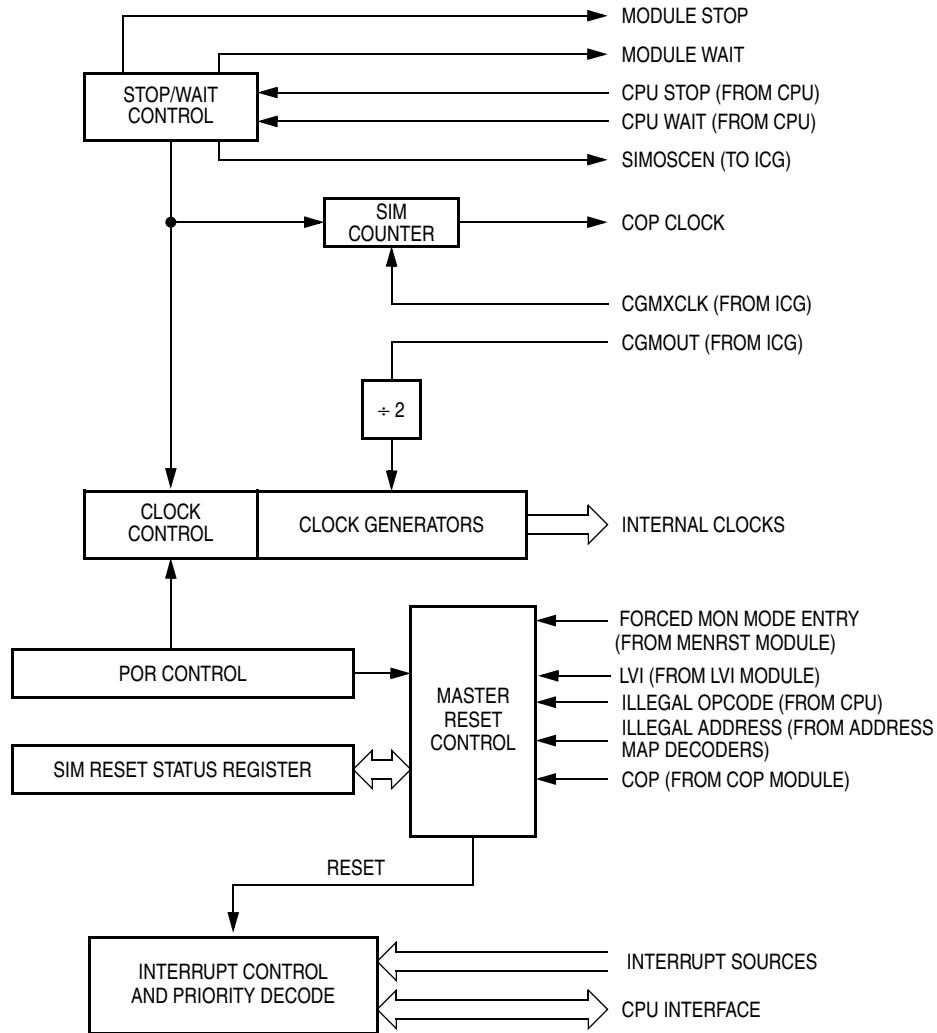 MODULE STOP
MODULE WAIT
STOP/WAIT
CONTROL
CPU STOP (FROM CPU)
CPU WAIT (FROM CPU)
SIMOSCEN (TO ICG)
SIM
COUNTER
COP CLOCK
CGMXCLK (FROM ICG)
CGMOUT (FROM ICG)
÷ 2
CLOCK
CONTROL
CLOCK GENERATORS
INTERNAL CLOCKS
FORCED MON MODE ENTRY
(FROM MENRST MODULE)
POR CONTROL
LVI (FROM LVI MODULE)
MASTER
RESET
CONTROL
ILLEGAL OPCODE (FROM CPU)
ILLEGAL ADDRESS (FROM ADDRESS
MAP DECODERS)
SIM RESET STATUS REGISTER
COP (FROM COP MODULE)
RESET
INTERRUPT CONTROL
AND PRIORITY DECODE
INTERRUPT SOURCES
CPU INTERFACE